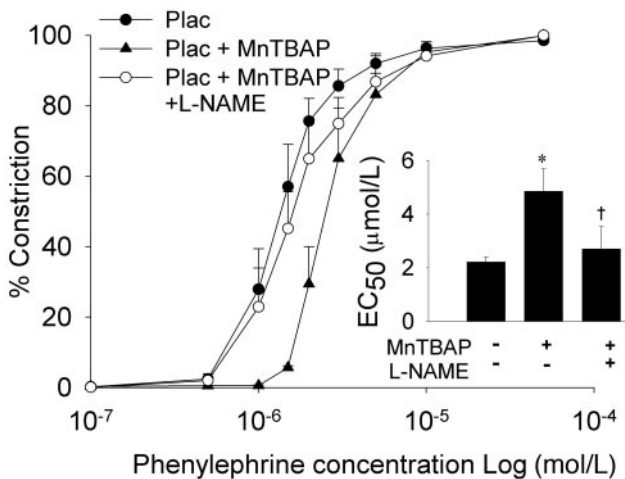 Plac
Plac + MnTBAP
Plac + MnTBAP
+L-NAME
100
80
60
40
20
0
% Constriction
10-7
10-6
10-5
10-4
Phenylephrine concentration Log (mol/L)
6
4
2
0
EC50 (μmol/L)
*
†
MnTBAP - + +
L-NAME - - +